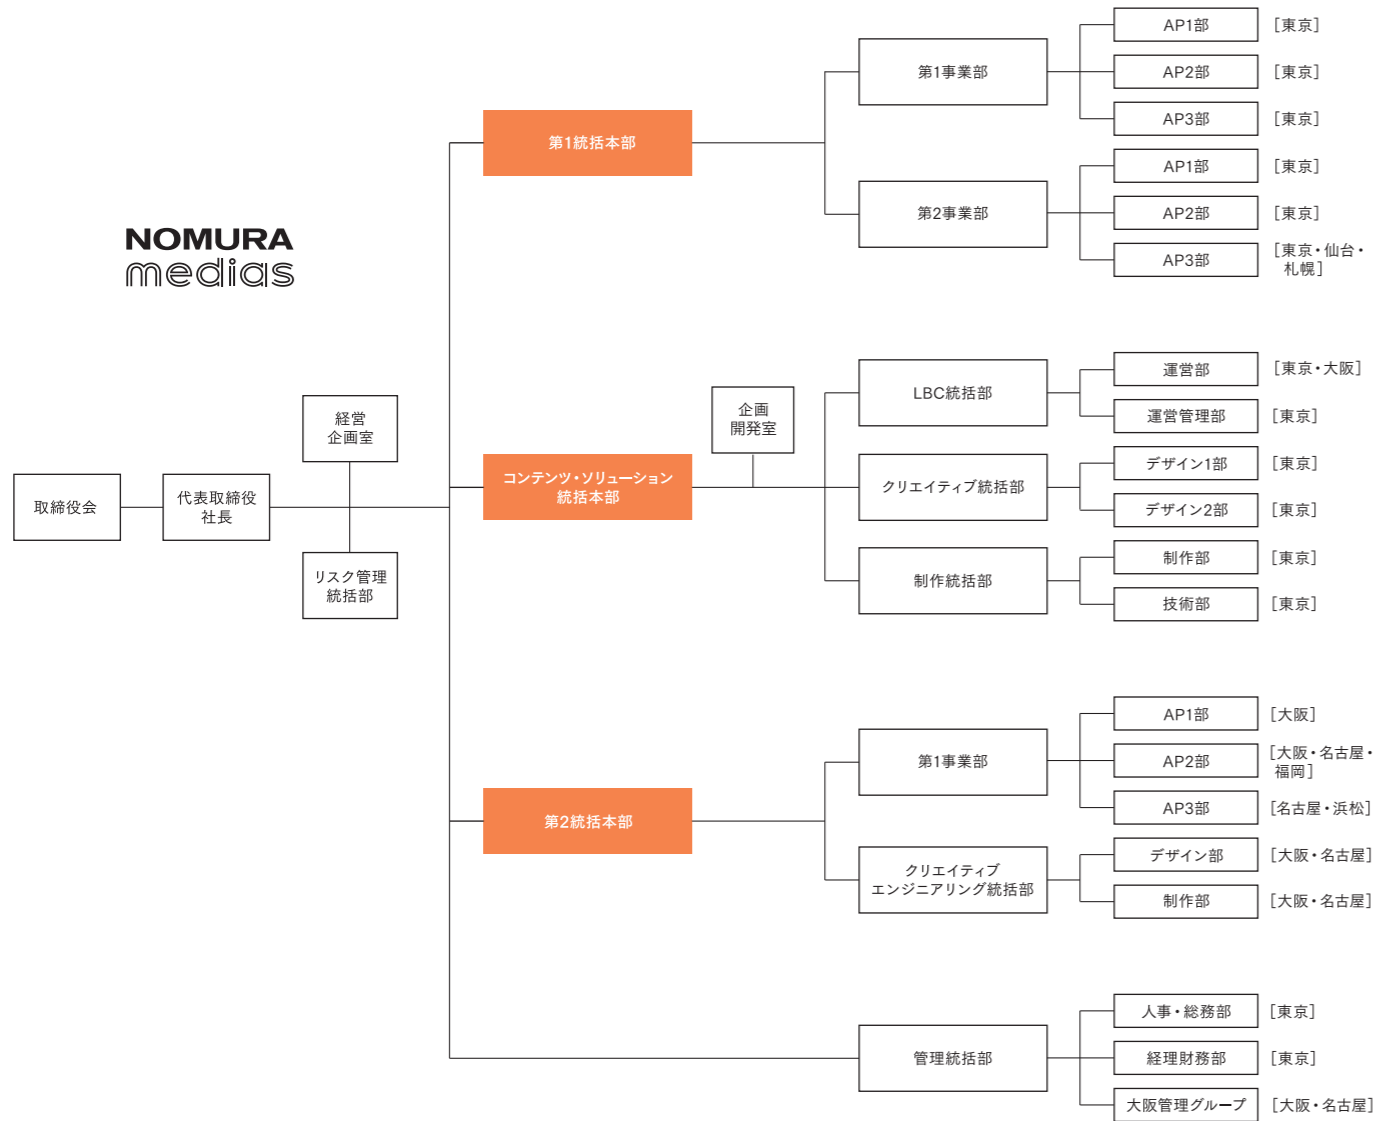 NOMURA
medias
取締役会
代表取締役
社長
経営
企画室
リスク管理
統括部
第1統括本部
第1事業部
AP1部 [東京]
AP2部 [東京]
AP3部 [東京]
第2事業部
AP1部 [東京]
AP2部 [東京]
AP3部 [東京・仙台・
札幌]
コンテンツ・ソリューション
統括本部
企画
開発室
LBC統括部
運営部 [東京・大阪]
運営管理部 [東京]
クリエイティブ統括部
デザイン1部 [東京]
デザイン2部 [東京]
制作統括部
制作部 [東京]
技術部 [東京]
第2統括本部
第1事業部
AP1部 [大阪]
AP2部 [大阪・名古屋・
福岡]
AP3部 [名古屋・浜松]
クリエイティブ
エンジニアリング統括部
デザイン部 [大阪・名古屋]
制作部 [大阪・名古屋]
管理統括部
人事・総務部 [東京]
経理財務部 [東京]
大阪管理グループ [大阪・名古屋]